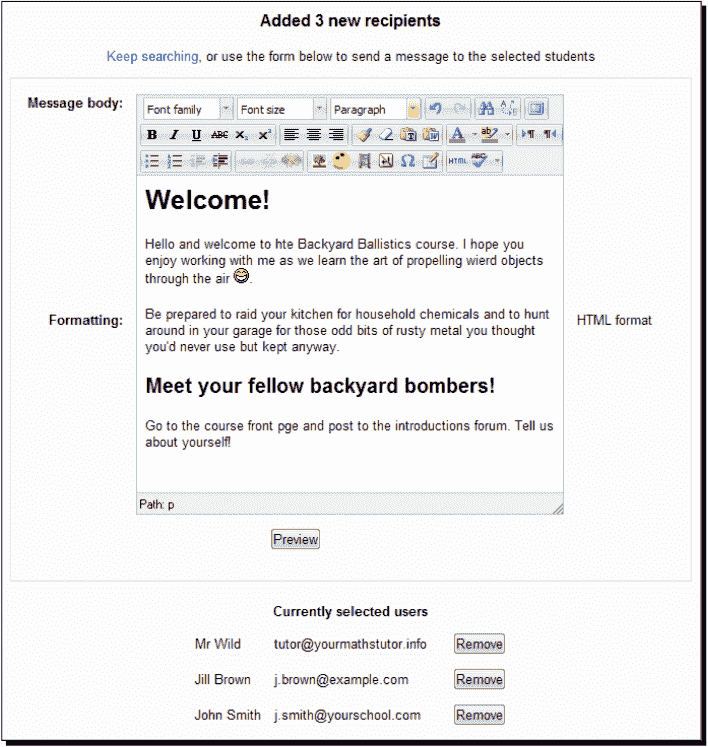 Added 3 new recipients
Keep searching, or use the form below to send a message to the selected students
Message body:
Font family Font size Paragraph
B I U ABC X₂ X²
HTML ABC
Welcome!
Hello and welcome to hte Backyard Ballistics course. I hope you
enjoy working with me as we learn the art of propelling wierd objects
through the air 😄.
Formatting:
Be prepared to raid your kitchen for household chemicals and to hunt
around in your garage for those odd bits of rusty metal you thought
you'd never use but kept anyway.
HTML format
Meet your fellow backyard bombers!
Go to the course front pge and post to the introductions forum. Tell us
about yourself!
Path: p
Preview
Currently selected users
Mr Wild tutor@yourmathstutor.info Remove
Jill Brown j.brown@example.com Remove
John Smith j.smith@yourschool.com Remove